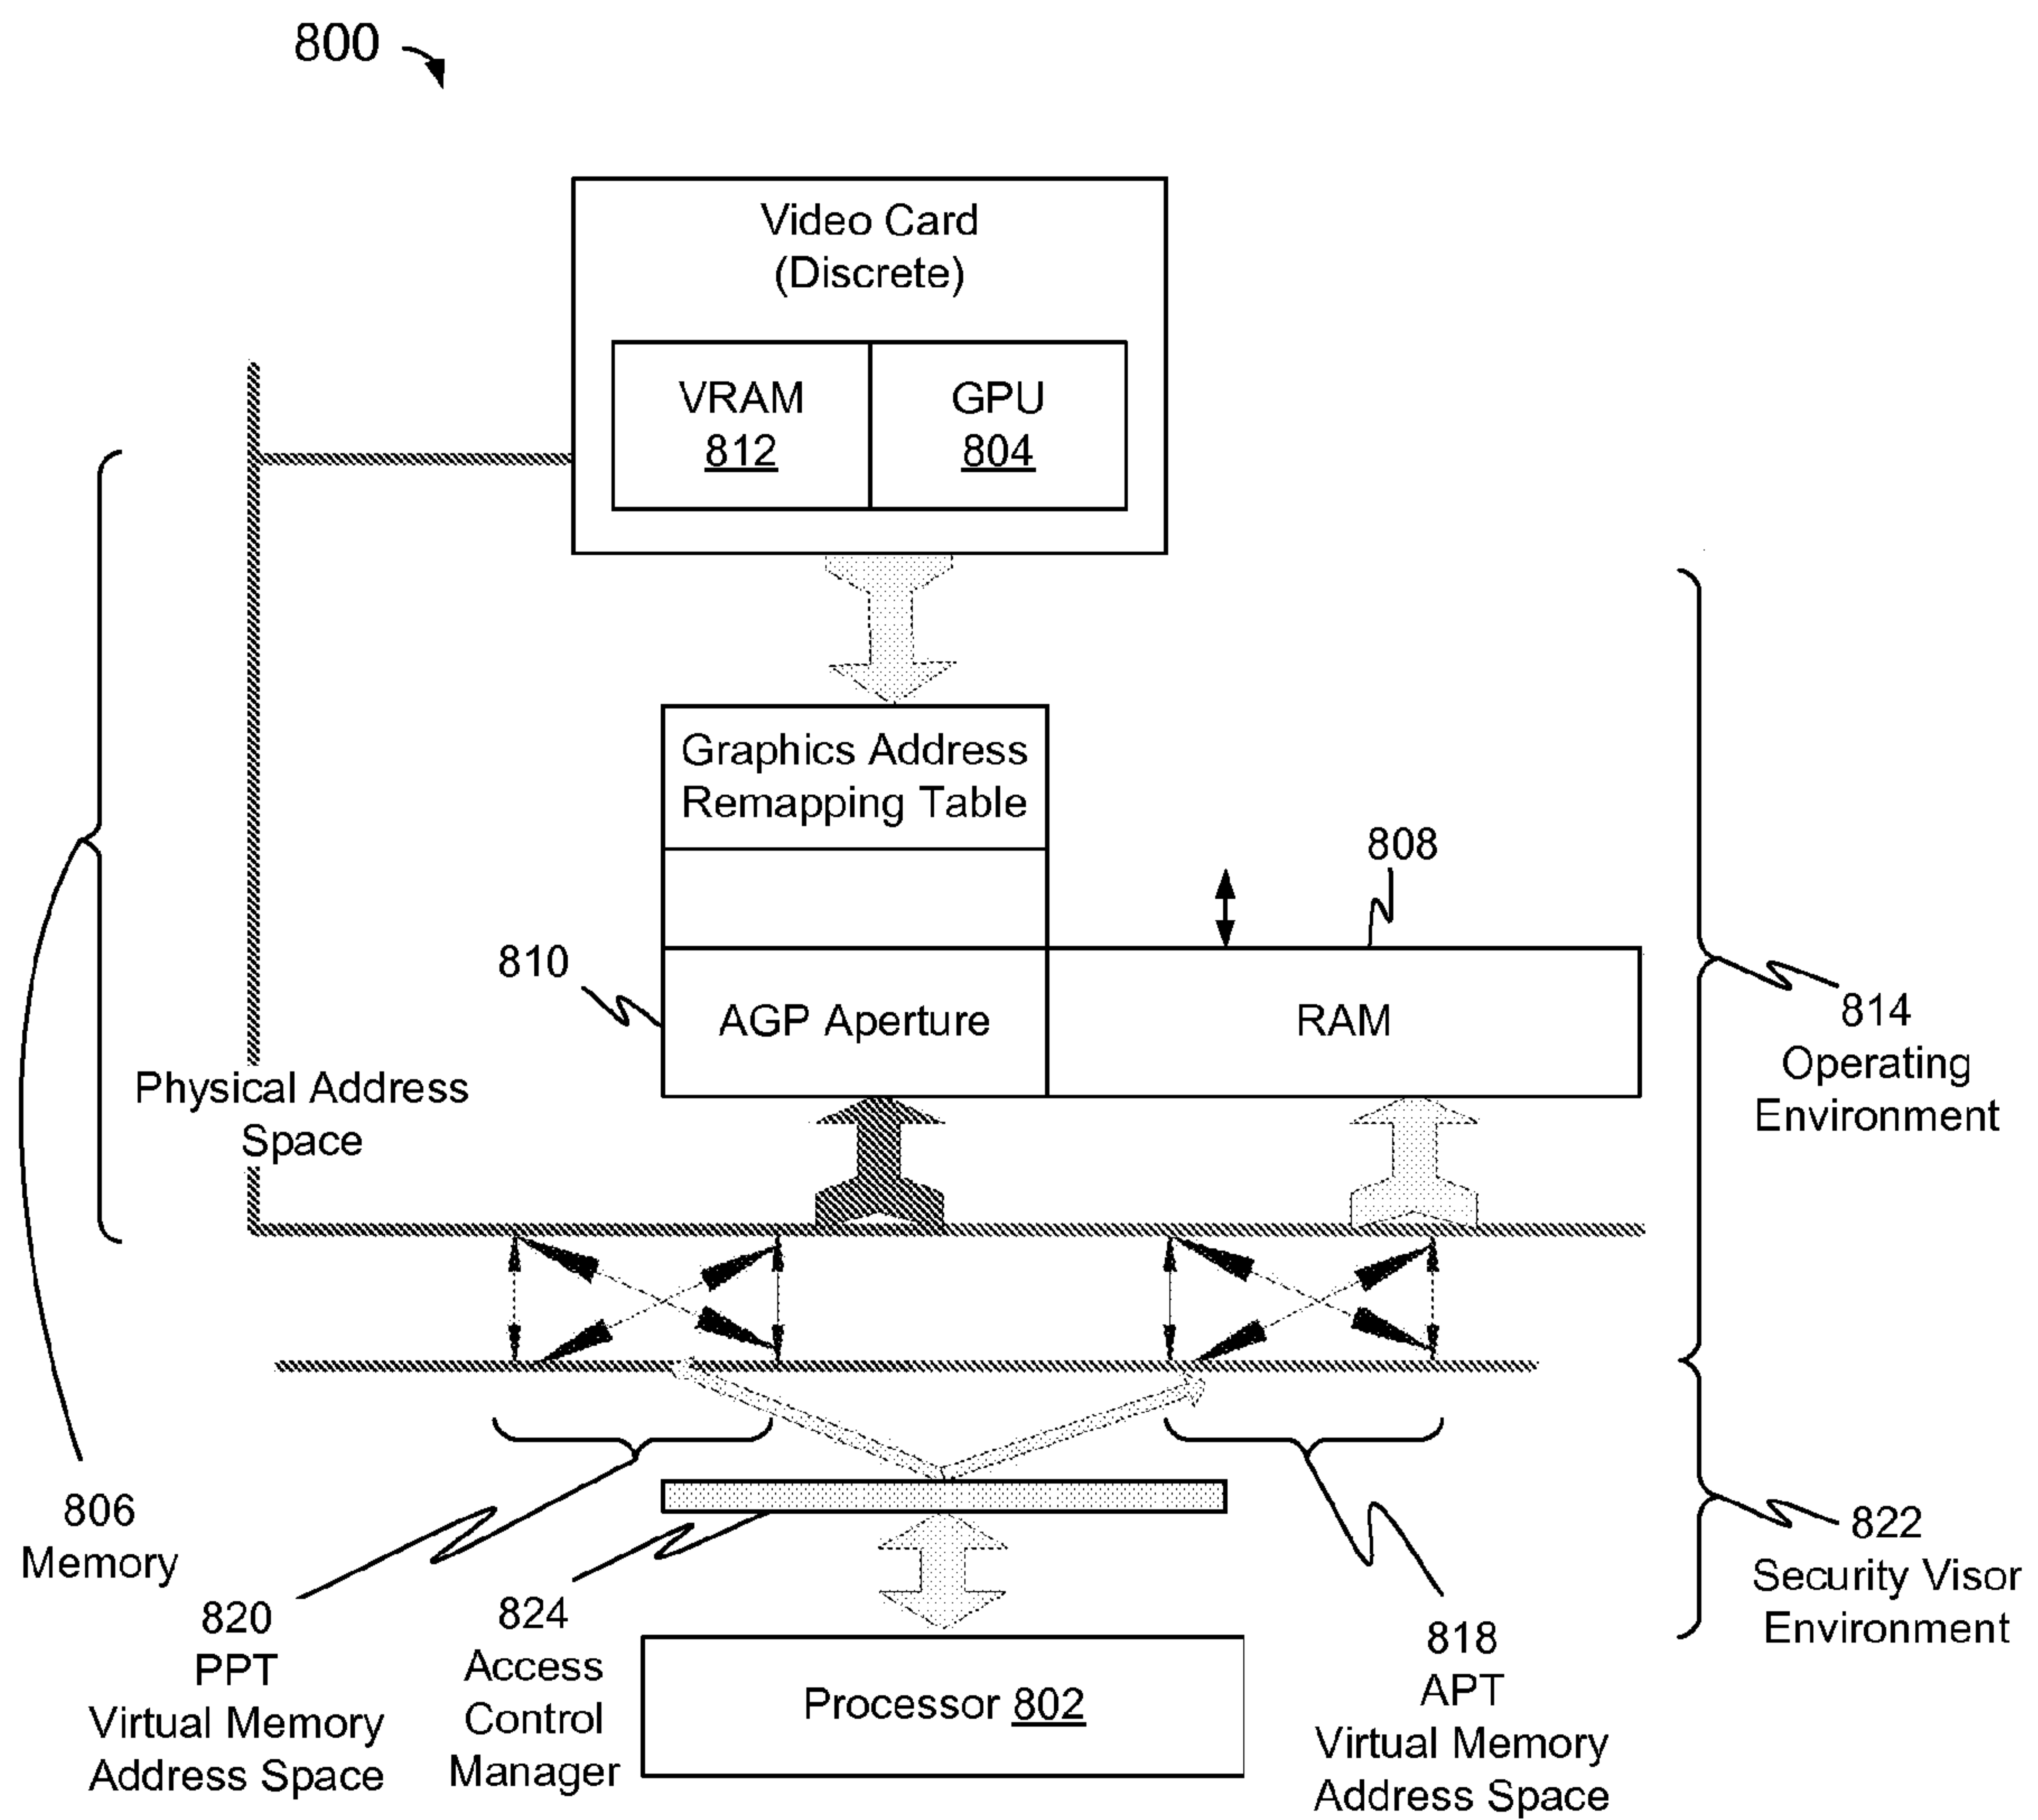 800
Video Card
(Discrete)
VRAM
812
GPU
804
Graphics Address
Remapping Table
808
810
AGP Aperture
RAM
814
Operating
Environment
Physical Address
Space
806
Memory
820
PPT
Virtual Memory
Address Space
824
Access
Control
Manager
Processor 802
818
APT
Virtual Memory
Address Space
822
Security Visor
Environment